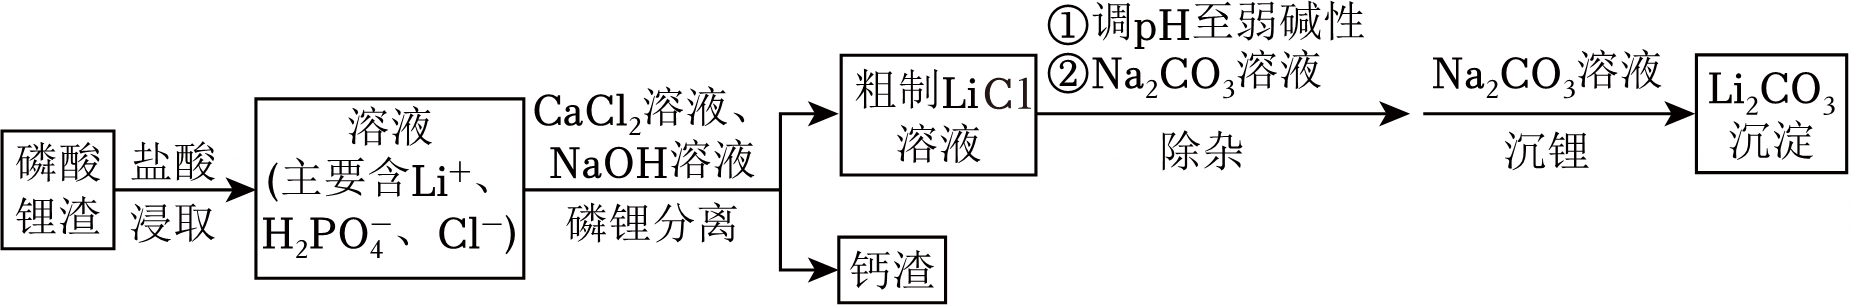 磷酸
锂渣
盐酸
浸取
溶液
(主要含Li⁺、
H₂PO₄⁻、Cl⁻)
CaCl₂溶液、
NaOH溶液
磷锂分离
粗制LiCl
溶液
钙渣
①调pH至弱碱性
②Na₂CO₃溶液
除杂
Na₂CO₃溶液
沉锂
Li₂CO₃
沉淀